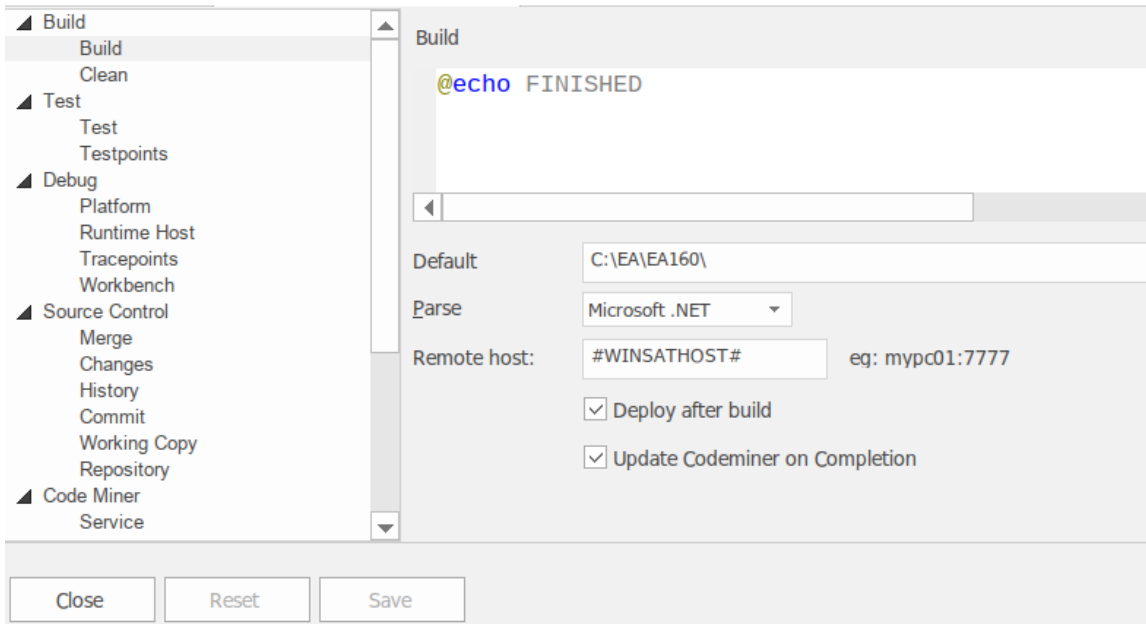 Build
Build
Clean
Test
Test
Testpoints
Debug
Platform
Runtime Host
Tracepoints
Workbench
Source Control
Merge
Changes
History
Commit
Working Copy
Repository
Code Miner
Service
Build
@echo FINISHED
Default C:\EA\EA160\
Parse Microsoft .NET
Remote host: #WINSATHOST# eg: mypc01:7777
Deploy after build
Update Codeminer on Completion
Close Reset Save